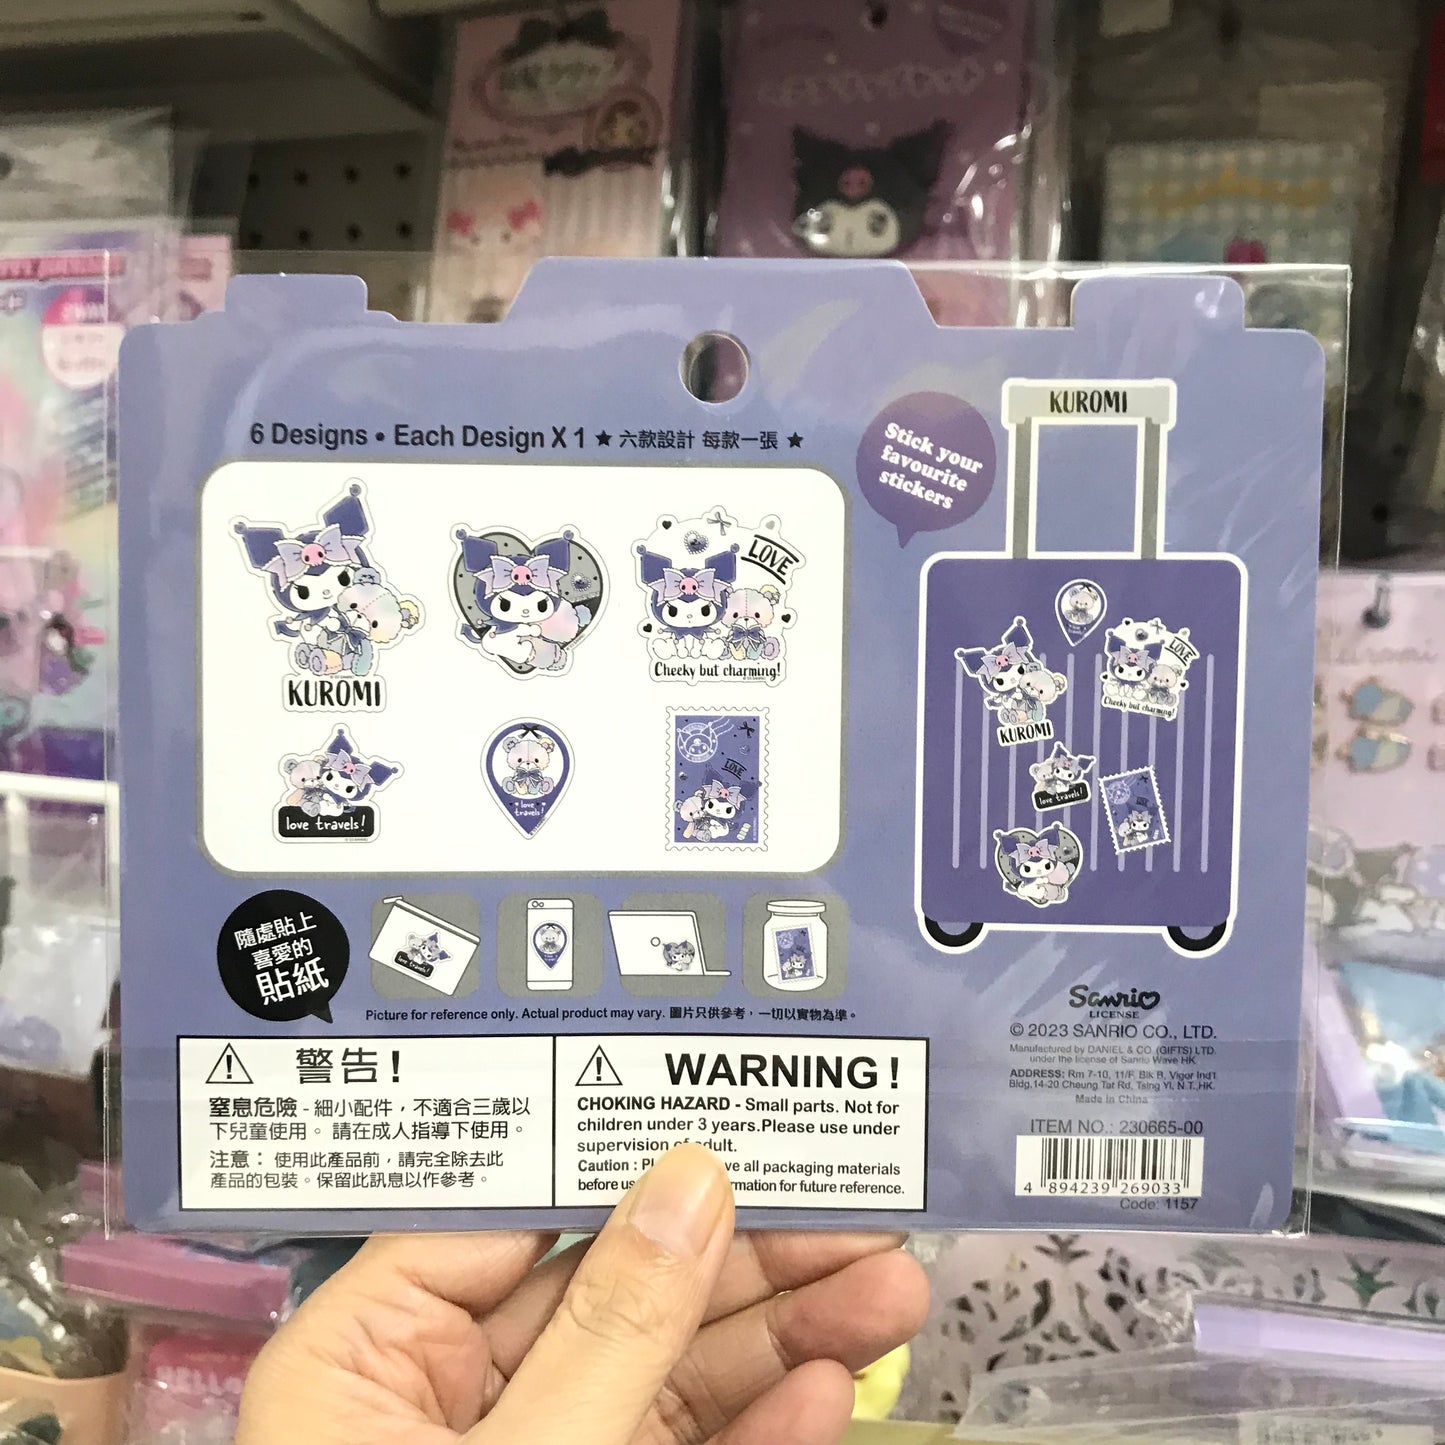 6 Designs • Each Design X 1 ★ 六款設計 每款一張 ★
KUROMI
LOVE
Cheeky but charming!
love travels!
love
travels!
LOVE
Stick your
favourite
stickers
KUROMI
LOVE
KUROMI
Cheeky but charming!
love travels!
隨處貼上
喜愛的
貼紙
love travels!
Picture for reference only. Actual product may vary. 圖片只供參考，一切以實物為準。
警告！
窒息危險 - 細小配件，不適合三歲以
下兒童使用。 請在成人指導下使用。
注意： 使用此產品前，請完全除去此
產品的包裝。保留此訊息以作參考。
WARNING !
CHOKING HAZARD - Small parts. Not for
children under 3 years.Please use under
supervision of adult.
Caution : all packaging materials
before for future reference.
Sanrio
LICENSE
© 2023 SANRIO CO., LTD.
Manufactured by DANIEL & CO. (GIFTS) LTD.
under the license of Sanrio Wave HK
ADDRESS: Rm 7-10, 11/F, Blk B, Vigor Ind'l
Bldg,14-20 Cheung Tat Rd, Tsing Yi, N.T.,HK.
Made in China
ITEM NO.: 230665-00
4 894239 269033
Code: 1157